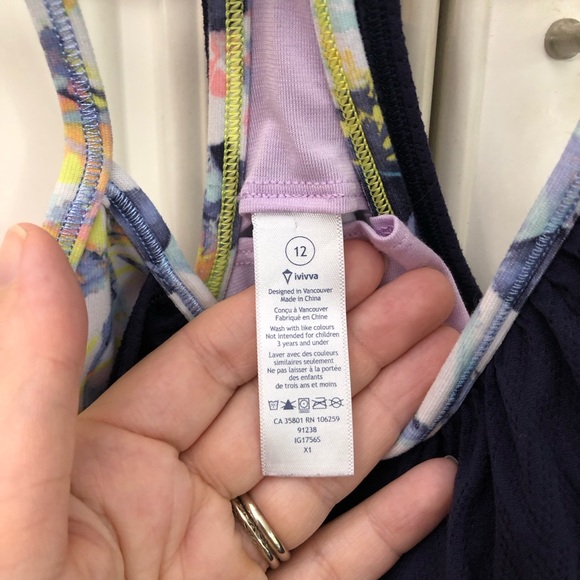 12
ivivva
Designed in Vancouver
Made in China
Conçu à Vancouver
Fabriqué en Chine
Wash with like colours
Not intended for children
3 years and under
Laver avec des couleurs
similaires seulement
Ne pas laisser à la portée
des enfants
de trois ans et moins
CA 35801 RN 106259
91238
IG1756S
X1